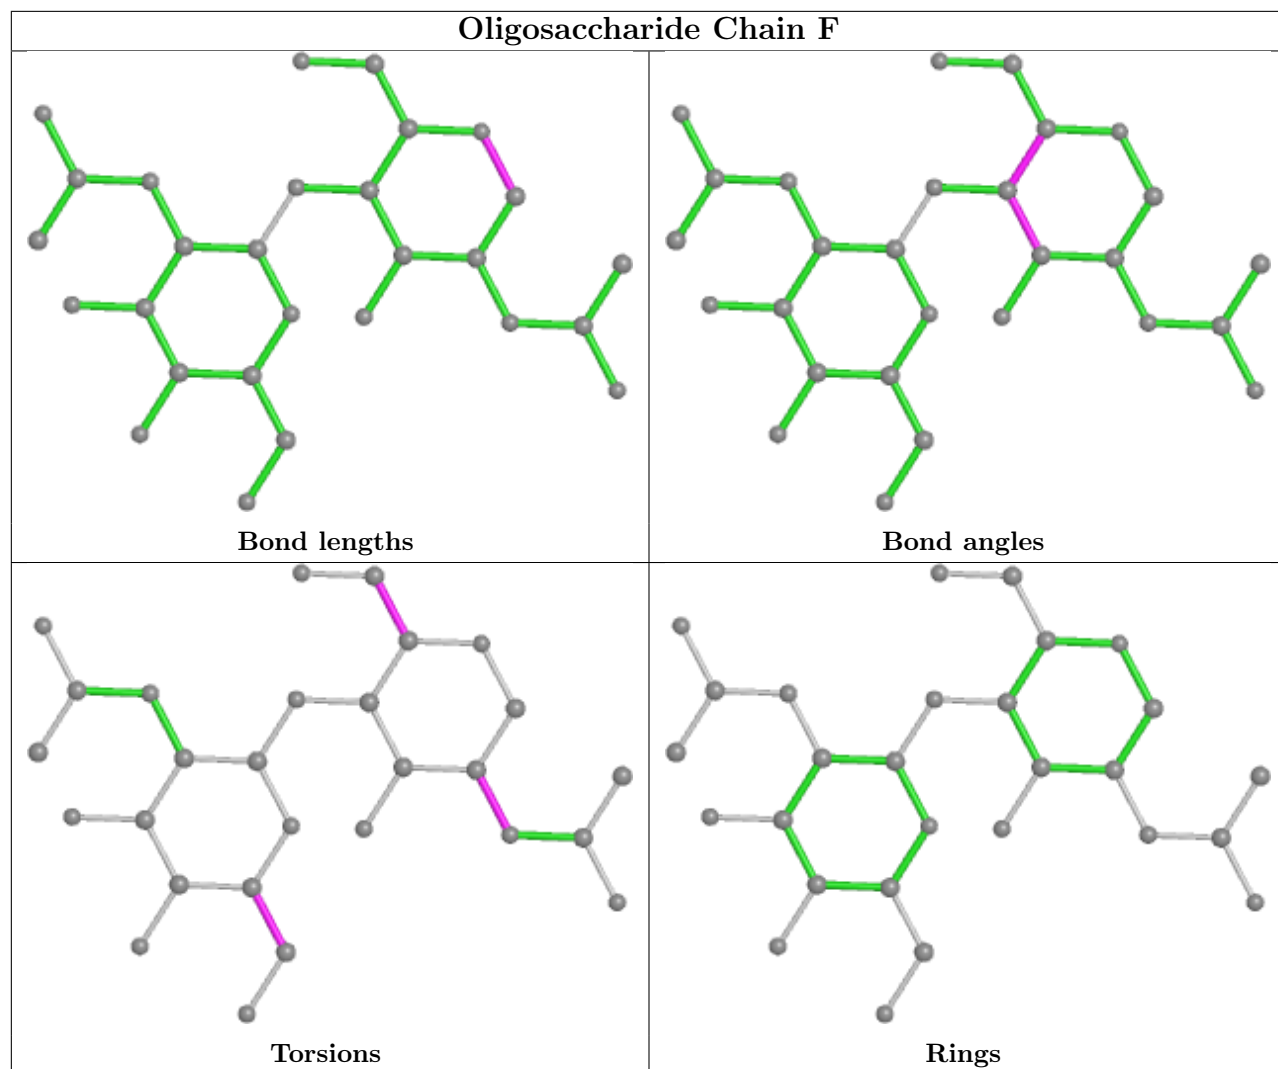 Oligosaccharide Chain F
Bond lengths
Bond angles
Torsions
Rings